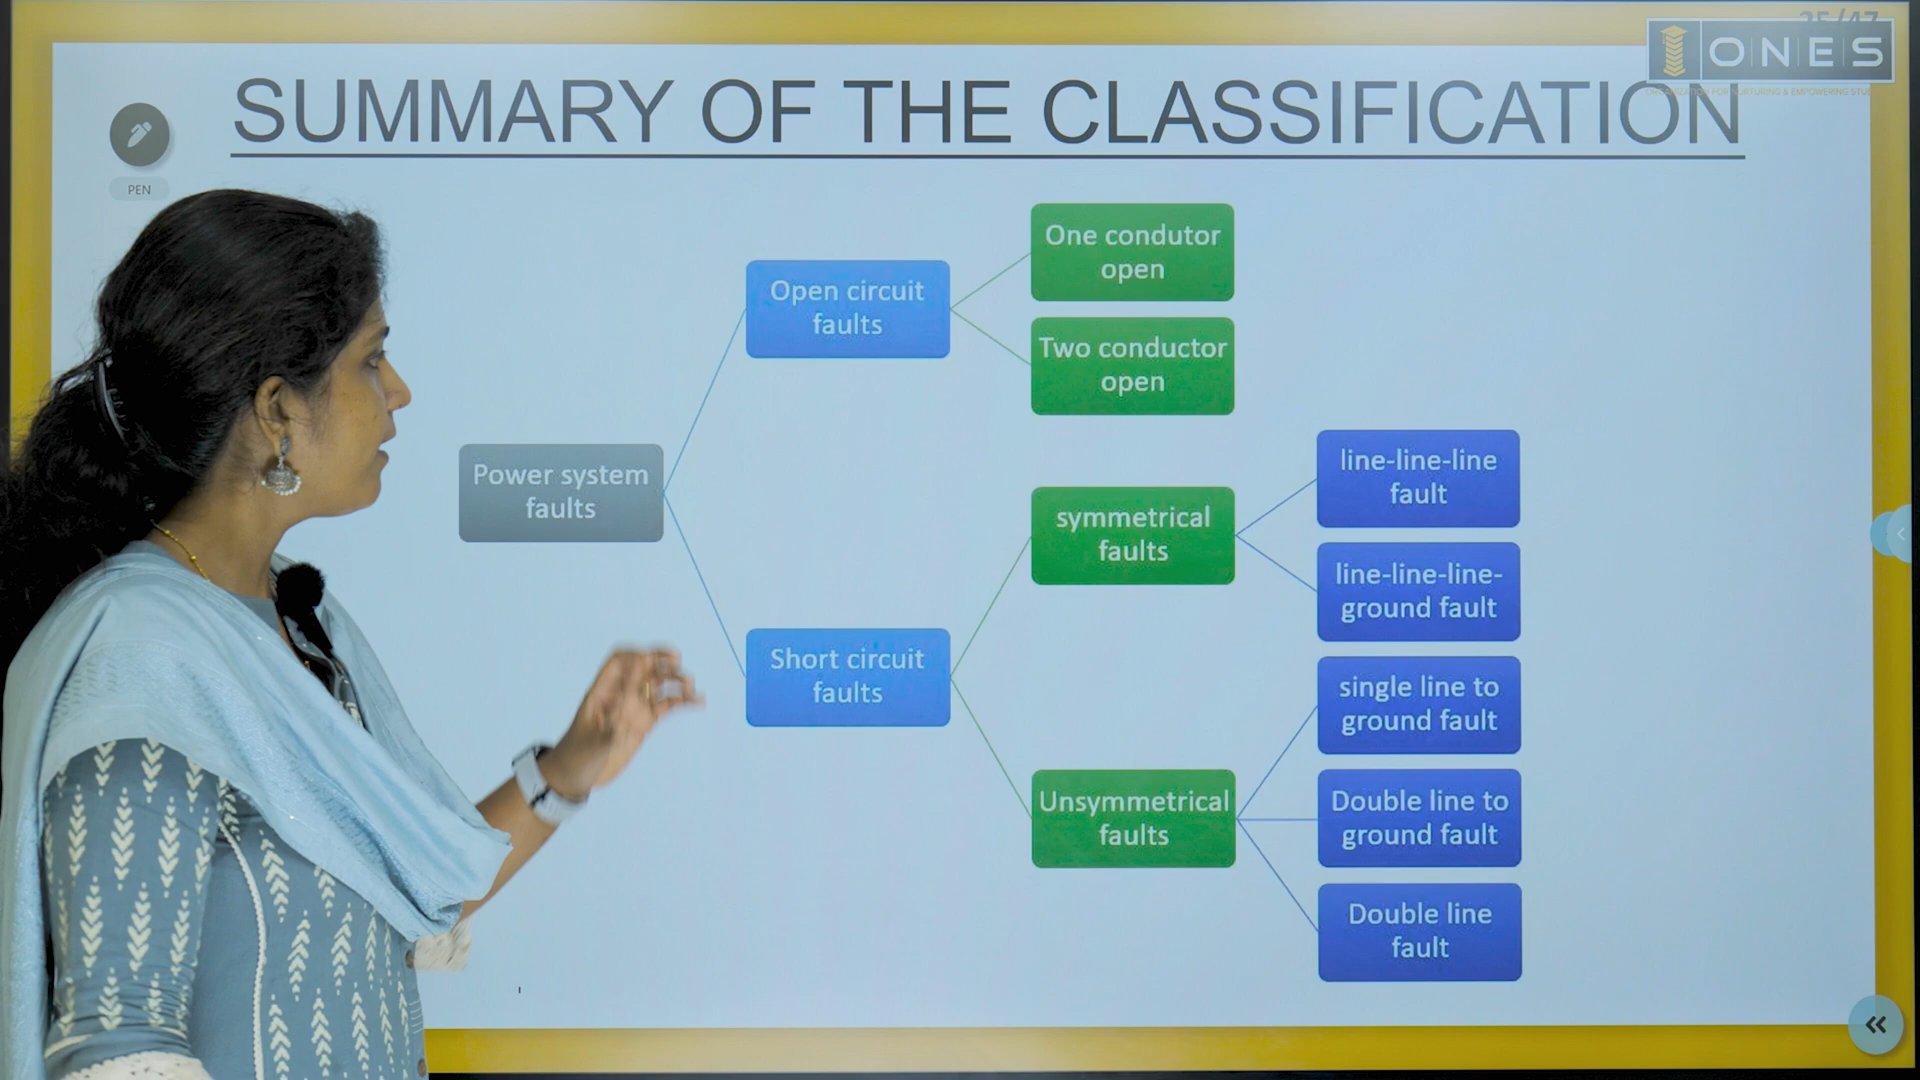 ONES
SUMMARY OF THE CLASSIFICATION
PEN
One condutor
open
Open circuit
faults
Two conductor
open
Power system
faults
line-line-line
fault
symmetrical
faults
line-line-line-
ground fault
Short circuit
faults
single line to
ground fault
Unsymmetrical
faults
Double line to
ground fault
Double line
fault